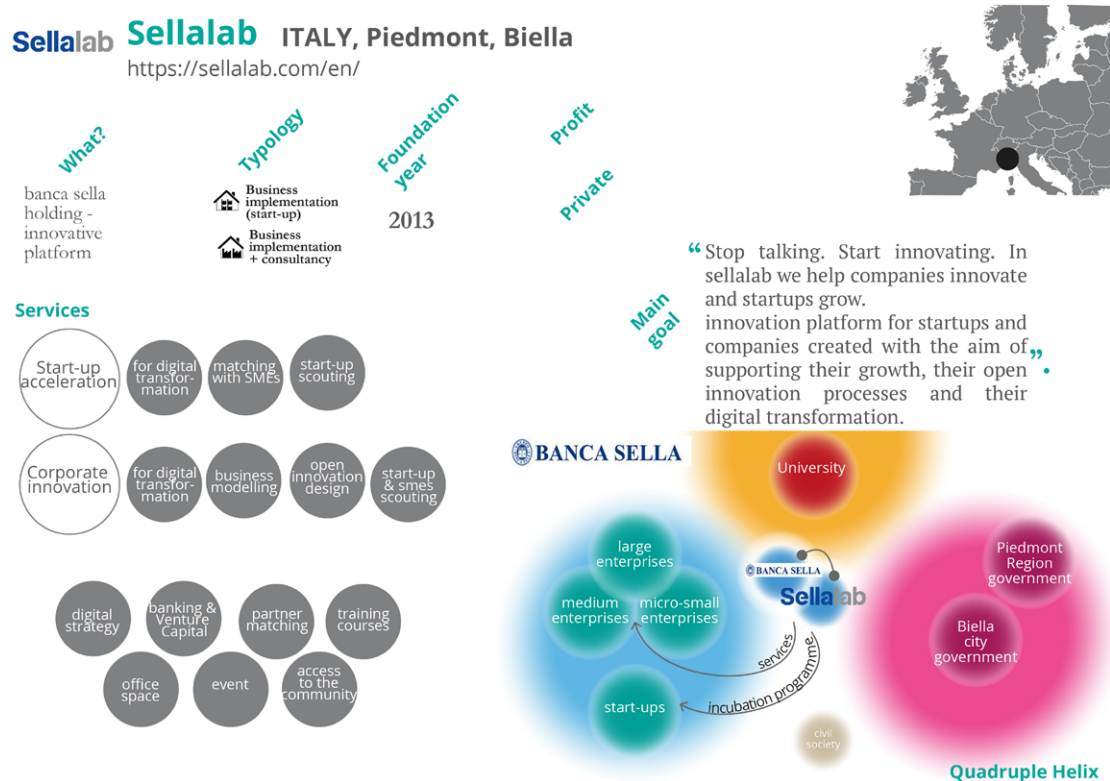 Sellalab
Sellalab
ITALY, Piedmont, Biella
https://sellalab.com/en/
What?
Typology
Foundation
year
Profit
Private
banca sella
holding -
innovative
platform
Business
implementation
(start-up)
Business
implementation
+ consultancy
2013
Main
goal
“ Stop talking. Start innovating. In
sellalab we help companies innovate
and startups grow.
innovation platform for startups and
companies created with the aim of
supporting their growth, their open
innovation processes and their
digital transformation.
”.
Services
Start-up
acceleration
for digital
transfor-
mation
matching
with SMEs
start-up
scouting
Corporate
innovation
for digital
transfor-
mation
business
modelling
open
innovation
design
start-up
& smes
scouting
digital
strategy
banking &
Venture
Capital
partner
matching
training
courses
office
space
event
access
to the
community
BANCA SELLA
University
large
enterprises
medium
enterprises
micro-small
enterprises
start-ups
BANCA SELLA
Sellalab
services
incubation programme
Piedmont
Region
government
Biella
city
government
civil
society
Quadruple Helix